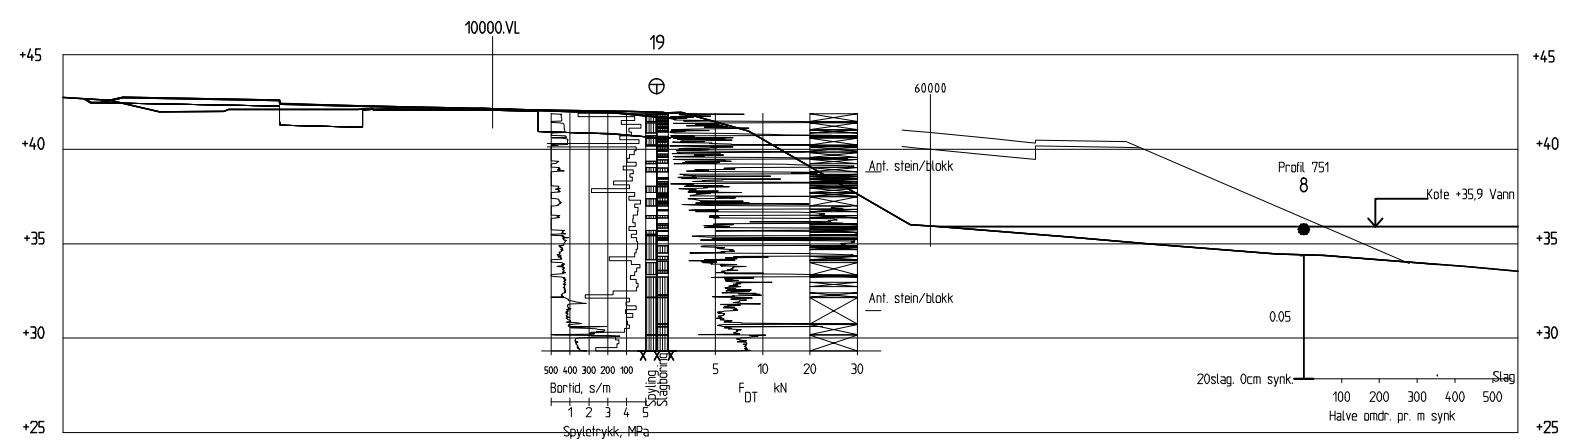 10000.VL
19
+45
+45
60000
+40
+40
Ant. stein/blokk
Profil 751
8
Kote +35,9 Vann
+35
+35
Ant. stein/blokk
0.05
+30
+30
X X X
500 400 300 200 100
5 10 20 30
Bortid, s/m
Spyling
Slagboring
F DT kN
20slag. 0cm synk.
Slag
100 200 300 400 500
1 2 3 4 5
Halve omdr. pr. m synk
+25
+25
Spyletrykk, MPa